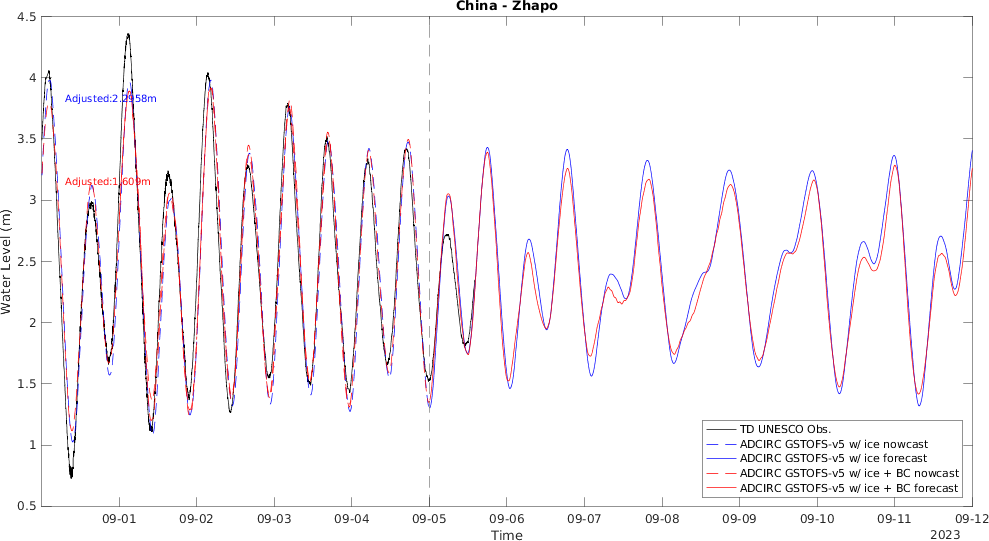 China - Zhapo
Water Level (m)
4.5
4
3.5
3
2.5
2
1.5
1
0.5
Adjusted:2.2958m
Adjusted:1.609m
TD UNESCO Obs.
ADCIRC GSTOFS-v5 w/ ice nowcast
ADCIRC GSTOFS-v5 w/ ice forecast
ADCIRC GSTOFS-v5 w/ ice + BC nowcast
ADCIRC GSTOFS-v5 w/ ice + BC forecast
09-01 09-02 09-03 09-04 09-05 09-06 09-07 09-08 09-09 09-10 09-11 09-12
Time
2023